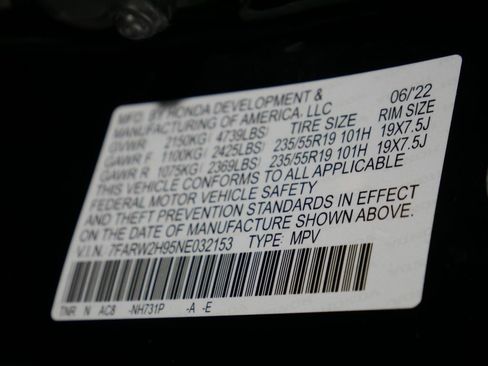 MFD. BY HONDA DEVELOPMENT & 06/'22
MANUFACTURING OF AMERICA, LLC
GVWR 2150KG( 4739LBS) TIRE SIZE RIM SIZE
GAWR F 1100KG( 2425LBS) 235/55R19 101H 19X7.5J
GAWR R 1075KG( 2369LBS) 235/55R19 101H 19X7.5J
THIS VEHICLE CONFORMS TO ALL APPLICABLE
FEDERAL MOTOR VEHICLE SAFETY
AND THEFT PREVENTION STANDARDS IN EFFECT
ON THE DATE OF MANUFACTURE SHOWN ABOVE.
V.I.N. 7FARW2H95NE032153 TYPE: MPV
TNR N AC8 -NH731P -A -E